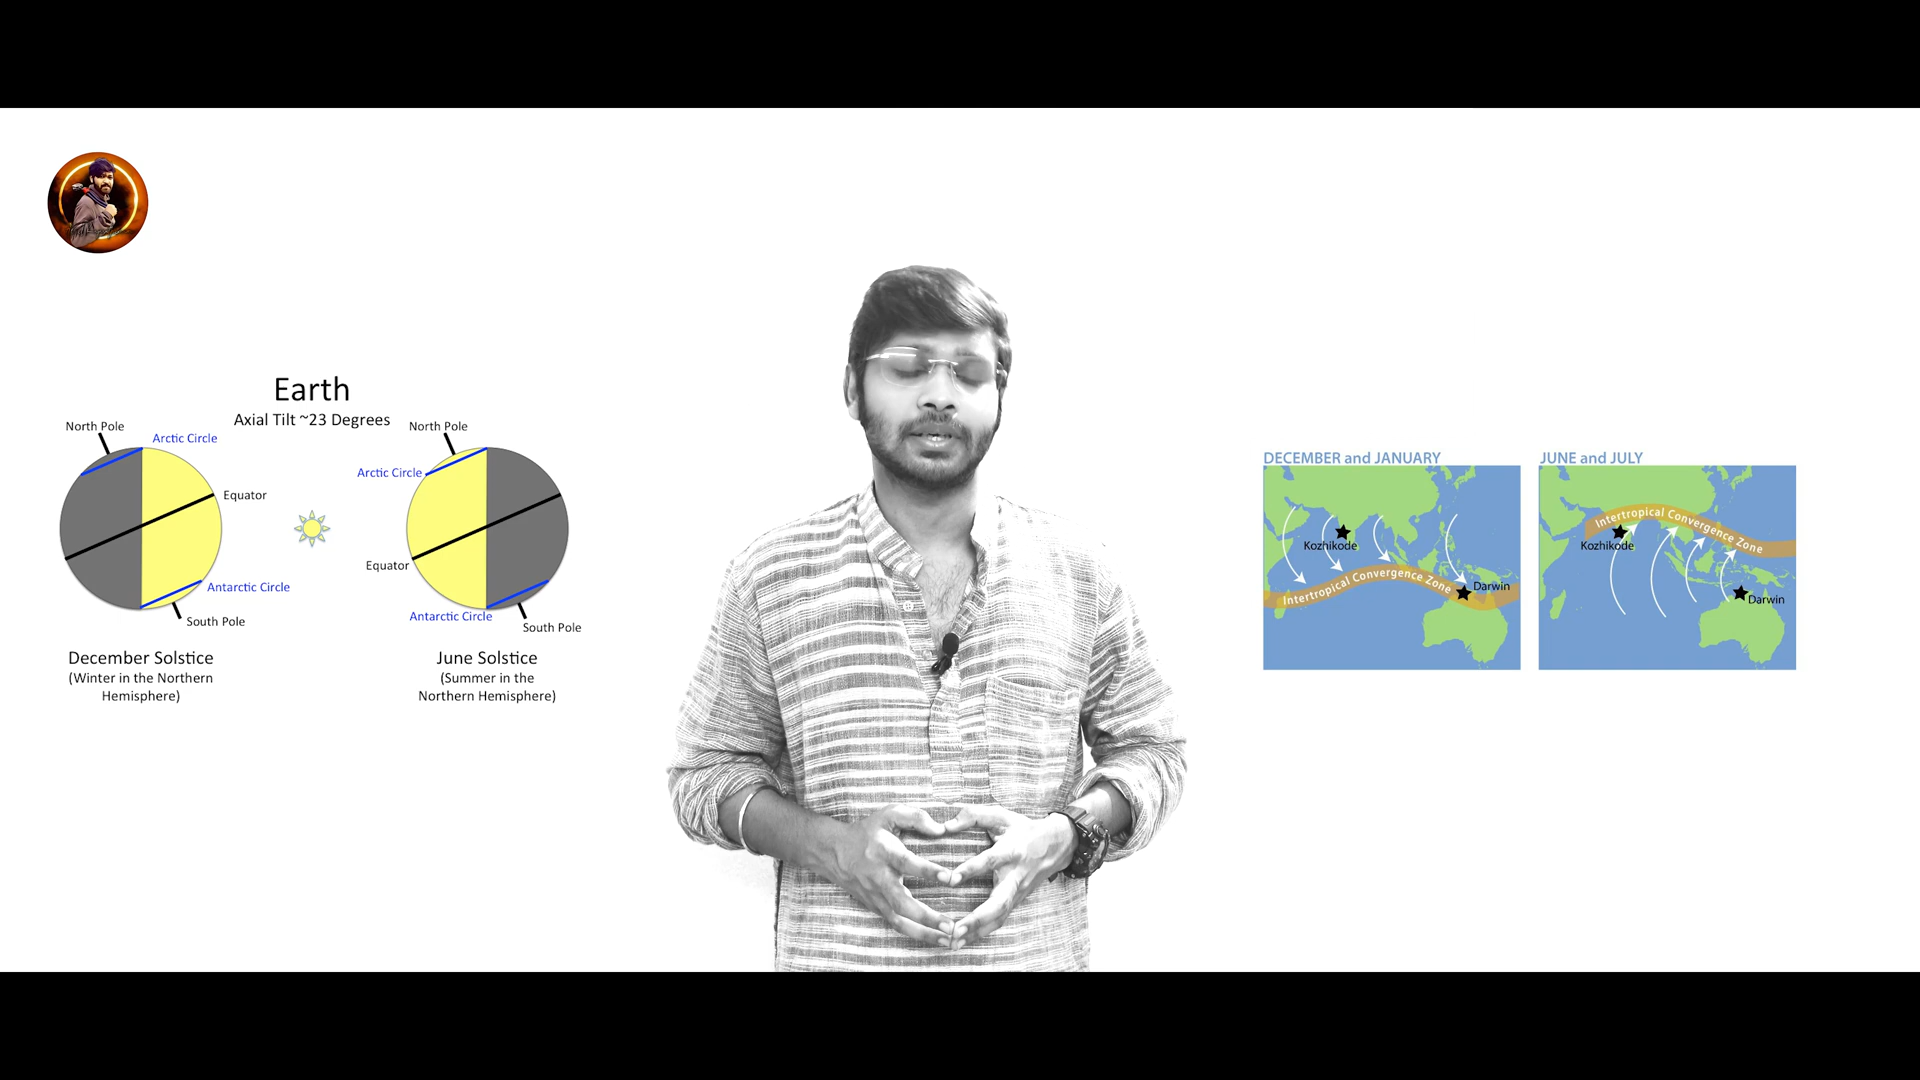 Earth
Axial Tilt ~23 Degrees
North Pole
Arctic Circle
Equator
Antarctic Circle
South Pole
December Solstice
(Winter in the Northern
Hemisphere)
North Pole
Arctic Circle
Equator
Antarctic Circle
South Pole
June Solstice
(Summer in the
Northern Hemisphere)
DECEMBER and JANUARY
Kozhikode
Intertropical Convergence Zone
Darwin
JUNE and JULY
Intertropical Convergence Zone
Kozhikode
Darwin